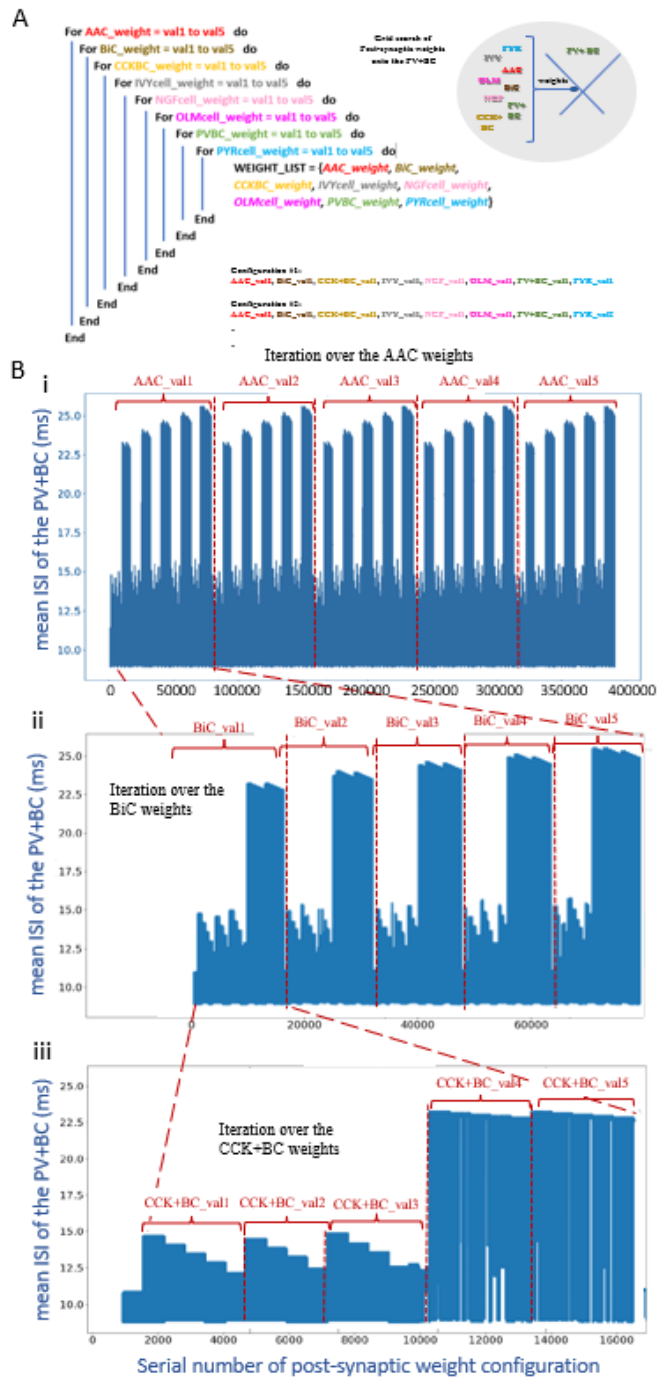 A
For AAC_weight = val1 to val5 do
For BiC_weight = val1 to val5 do
For CCKBC_weight = val1 to val5 do
For IVYcell_weight = val1 to val5 do
For NGFcell_weight = val1 to val5 do
For OLMcell_weight = val1 to val5 do
For PVBC_weight = val1 to val5 do
For PYRcell_weight = val1 to val5 do
WEIGHT_LIST = {AAC_weight, BiC_weight,
CCKBC_weight, IVYcell_weight, NGFcell_weight,
OLMcell_weight, PVBC_weight, PYRcell_weight}
End
End
End
End
End
End
End
End
Grid search of
Post-synaptic weights
onto the PV+BC
PYR
IVY
AAC
OLM
BiC
NGF
PV+
BC
CCK+
BC
weights
PV+BC
Configuration #1:
AAC_val1, BiC_val1, CCK+BC_val1, IVY_val1, NGF_val1, OLM_val1, PV+BC_val1, PYR_val1
Configuration #2:
AAC_val1, BiC_val1, CCK+BC_val1, IVY_val1, NGF_val1, OLM_val1, PV+BC_val1, PYR_val2
-
-
Iteration over the AAC weights
B
i
AAC_val1 AAC_val2 AAC_val3 AAC_val4 AAC_val5
mean ISI of the PV+BC (ms)
25.0
22.5
20.0
17.5
15.0
12.5
10.0
0 50000 100000 150000 200000 250000 300000 350000 400000
ii
BiC_val1 BiC_val2 BiC_val3 BiC_val4 BiC_val5
Iteration over the
BiC weights
mean ISI of the PV+BC (ms)
25.0
22.5
20.0
17.5
15.0
12.5
10.0
0 20000 40000 60000
iii
CCK+BC_val4 CCK+BC_val5
Iteration over the
CCK+BC weights
CCK+BC_val1 CCK+BC_val2 CCK+BC_val3
mean ISI of the PV+BC (ms)
25.0
22.5
20.0
17.5
15.0
12.5
10.0
0 2000 4000 6000 8000 10000 12000 14000 16000
Serial number of post-synaptic weight configuration